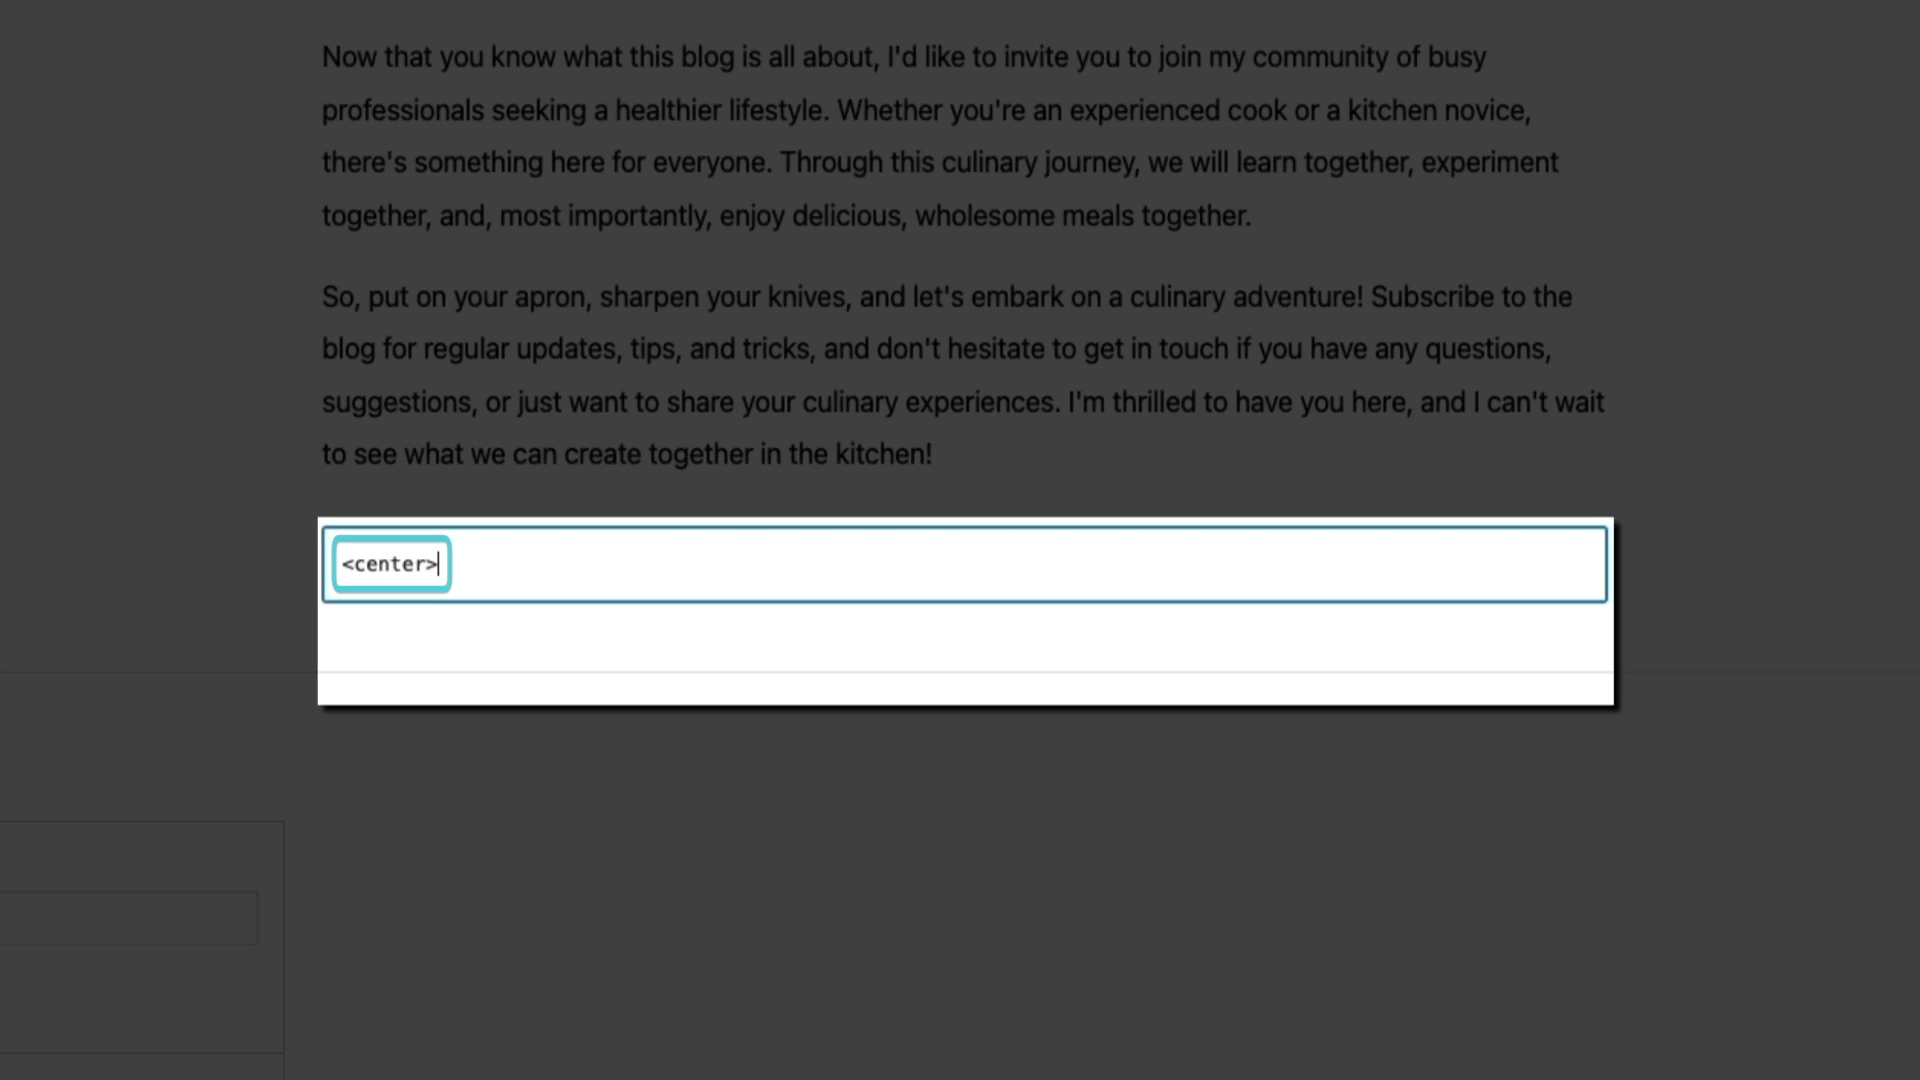 Now that you know what this blog is all about, I'd like to invite you to join my community of busy
professionals seeking a healthier lifestyle. Whether you're an experienced cook or a kitchen novice,
there's something here for everyone. Through this culinary journey, we will learn together, experiment
together, and, most importantly, enjoy delicious, wholesome meals together.
So, put on your apron, sharpen your knives, and let's embark on a culinary adventure! Subscribe to the
blog for regular updates, tips, and tricks, and don't hesitate to get in touch if you have any questions,
suggestions, or just want to share your culinary experiences. I'm thrilled to have you here, and I can't wait
to see what we can create together in the kitchen!
<center>